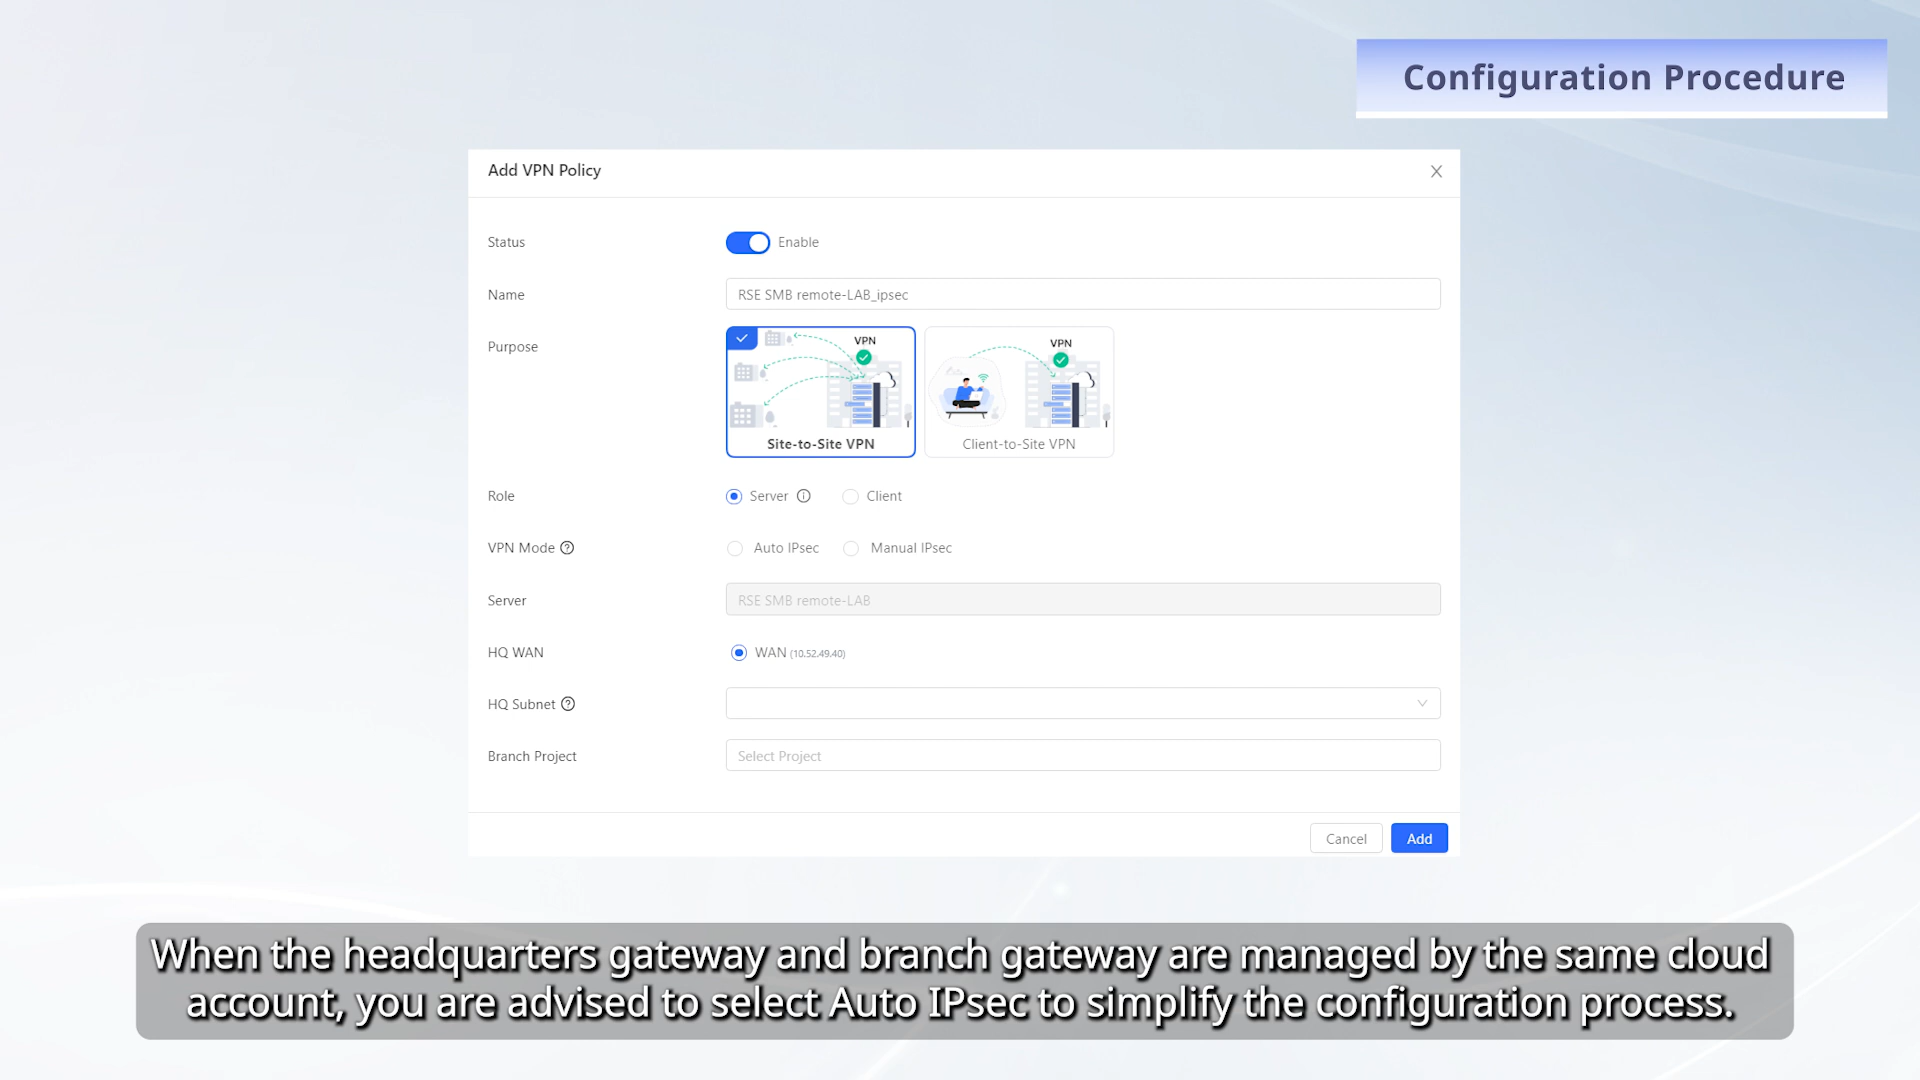 Configuration Procedure
Add VPN Policy
Status
Enable
Name
RSE SMB remote-LAB_ipsec
Purpose
VPN
Site-to-Site VPN
VPN
Client-to-Site VPN
Role
Server
Client
VPN Mode
Auto IPsec
Manual IPsec
Server
RSE SMB remote-LAB
HQ WAN
WAN (10.52.49.40)
HQ Subnet
Branch Project
Select Project
Cancel
Add
When the headquarters gateway and branch gateway are managed by the same cloud
account, you are advised to select Auto IPsec to simplify the configuration process.